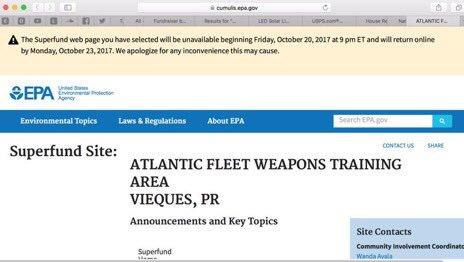 cumulis.epa.gov
All I
Fundraiser b...
Results for "...
LED Solar Li...
USPS.com®...
House Re
Nat
ATLANTIC F...
The Superfund web page you have selected will be unavailable beginning Friday, October 20, 2017 at 9 pm ET and will return online
by Monday, October 23, 2017. We apologize for any inconvenience this may cause.
EPA
United States
Environmental Protection
Agency
Environmental Topics
Laws & Regulations
About EPA
Search EPA.gov
CONTACT US
SHARE
Superfund Site:
ATLANTIC FLEET WEAPONS TRAINING
AREA
VIEQUES, PR
Announcements and Key Topics
Superfund
Site Contacts
Community Involvement Coordinato
Wanda Ayala